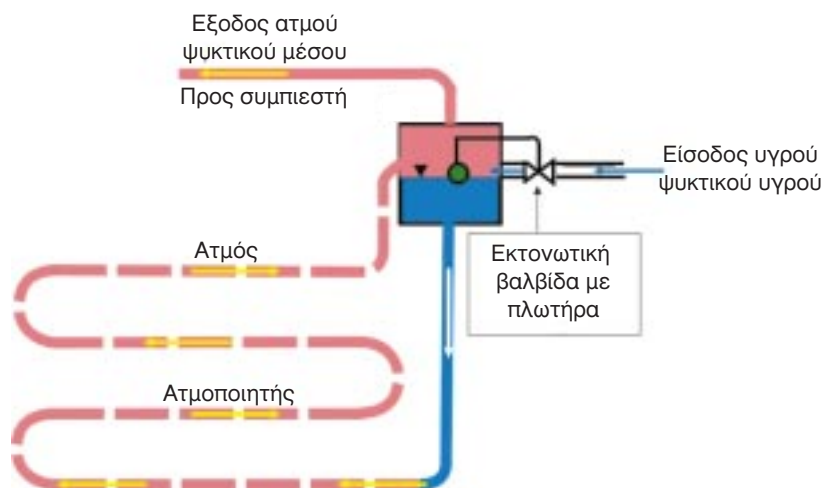 Εξοδος ατμού
ψυκτικού μέσου
Προς συμπιεστή
Είσοδος υγρού
ψυκτικού υγρού
Εκτονωτική
βαλβίδα με
πλωτήρα
Ατμός
Ατμοποιητής